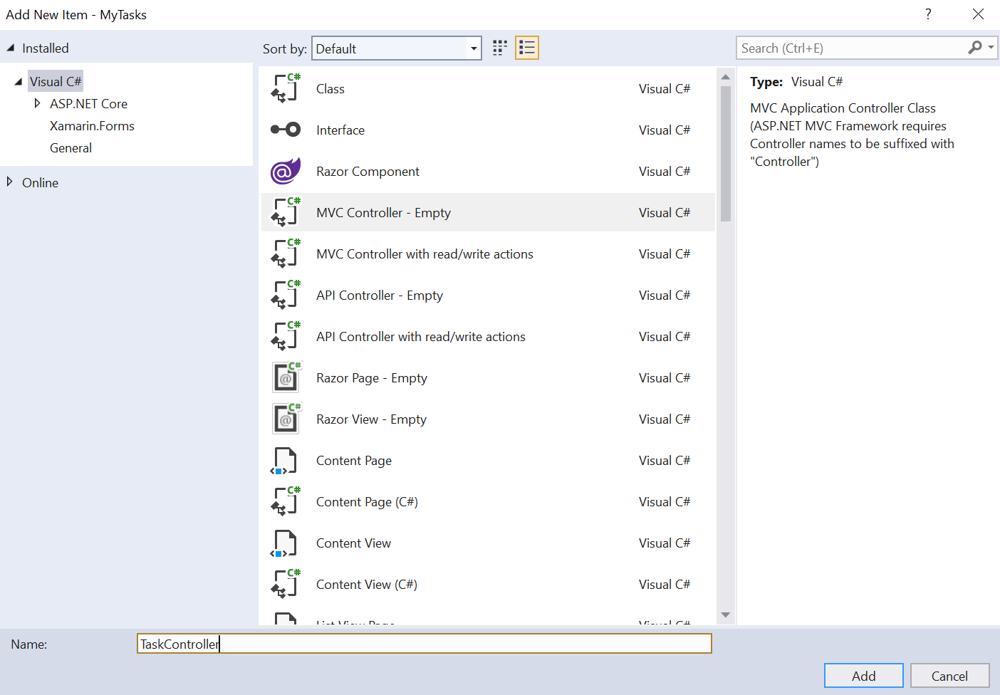 Add New Item - MyTasks
?
Installed
Sort by: Default
Search (Ctrl+E)
Visual C#
ASP.NET Core
Xamarin.Forms
General
Online
Class Visual C#
Interface Visual C#
Razor Component Visual C#
MVC Controller - Empty Visual C#
MVC Controller with read/write actions Visual C#
API Controller - Empty Visual C#
API Controller with read/write actions Visual C#
Razor Page - Empty Visual C#
Razor View - Empty Visual C#
Content Page Visual C#
Content Page (C#) Visual C#
Content View Visual C#
Content View (C#) Visual C#
List View Page Visual C#
Type: Visual C#
MVC Application Controller Class
(ASP.NET MVC Framework requires
Controller names to be suffixed with
"Controller")
Name: TaskController
Add Cancel